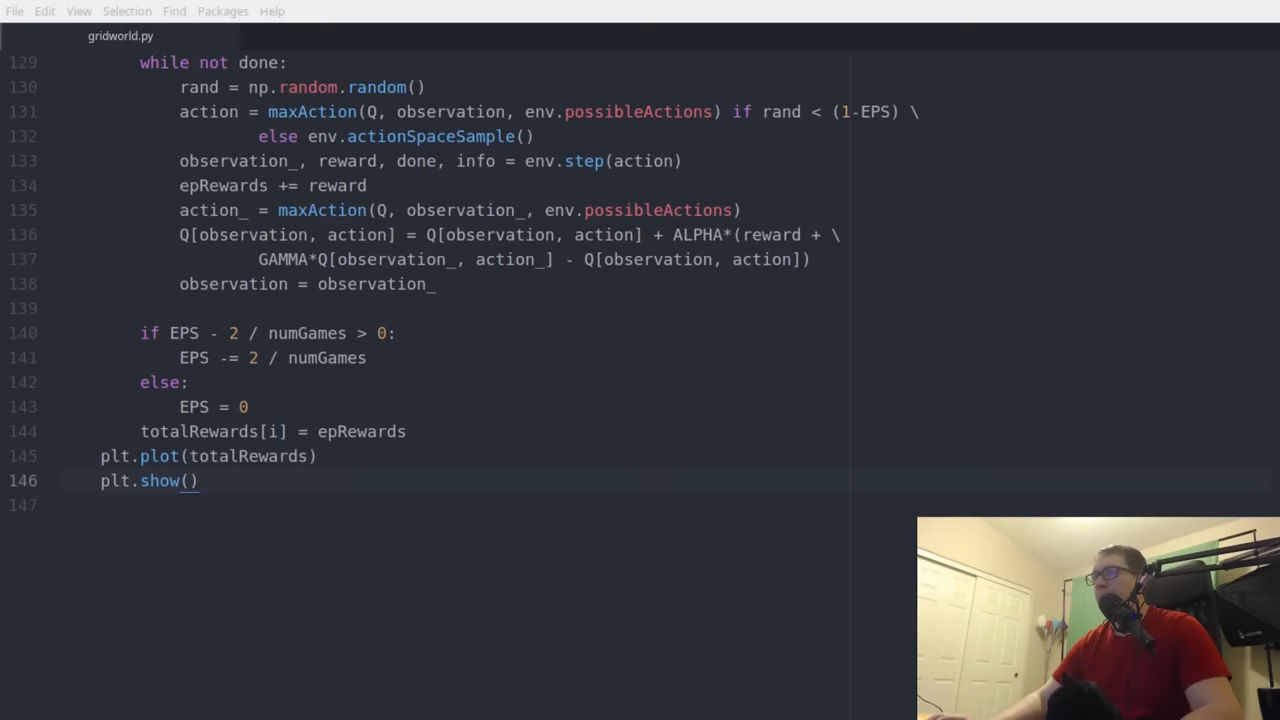 File Edit View Selection Find Packages Help
gridworld.py
129 while not done:
130 rand = np.random.random()
131 action = maxAction(Q, observation, env.possibleActions) if rand < (1-EPS) \
132 else env.actionSpaceSample()
133 observation_, reward, done, info = env.step(action)
134 epRewards += reward
135 action_ = maxAction(Q, observation_, env.possibleActions)
136 Q[observation, action] = Q[observation, action] + ALPHA*(reward + \
137 GAMMA*Q[observation_, action_] - Q[observation, action])
138 observation = observation_
139
140 if EPS - 2 / numGames > 0:
141 EPS -= 2 / numGames
142 else:
143 EPS = 0
144 totalRewards[i] = epRewards
145 plt.plot(totalRewards)
146 plt.show()
147